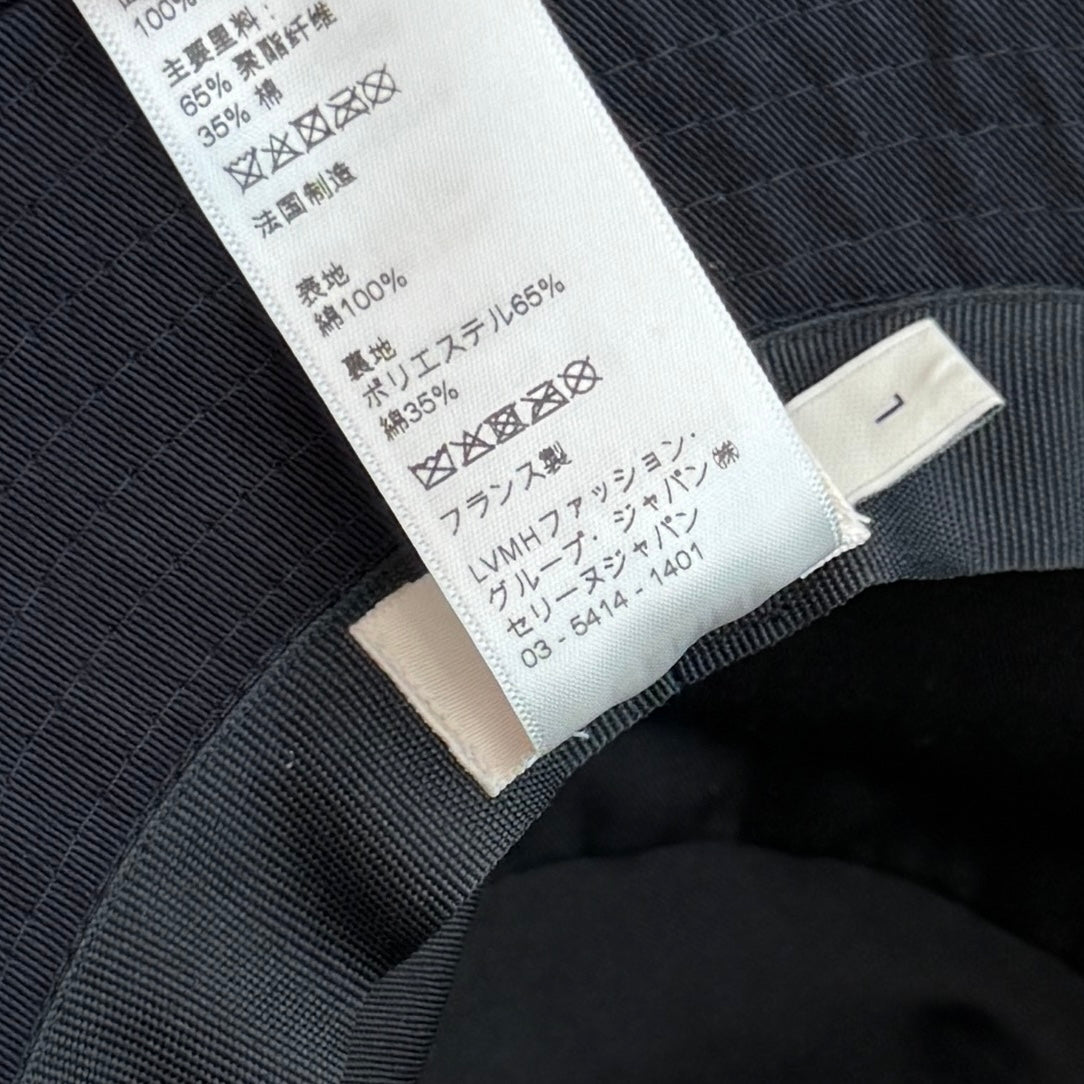 100%
主要里料：
65% 聚酯纤维
35% 棉
法国制造
表地
綿100%
裏地
ポリエステル65%
綿35%
フランス製
LVMHファッション・
グループ・ジャパン㈱
セリーヌジャパン
03 - 5414 - 1401
L